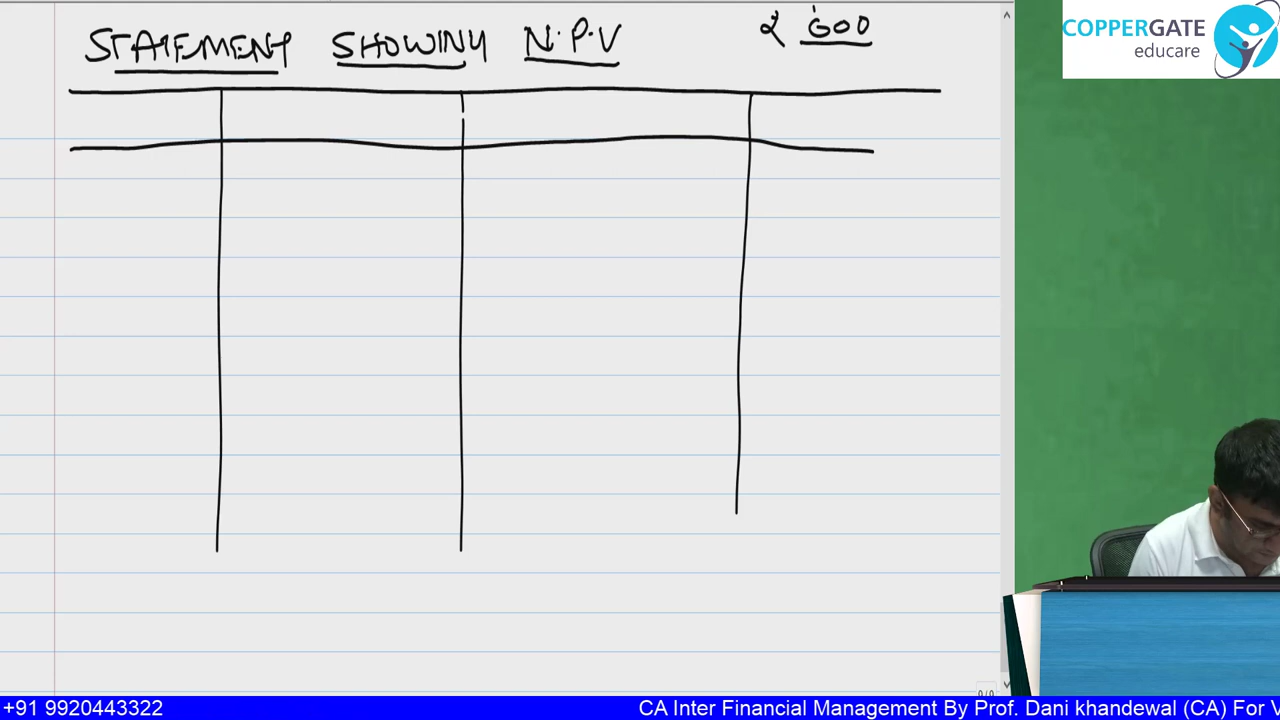 STATEMENT SHOWING N.P.V ₹ '000
COPPERGATE
educare
+91 9920443322 CA Inter Financial Management By Prof. Dani khandewal (CA) For V